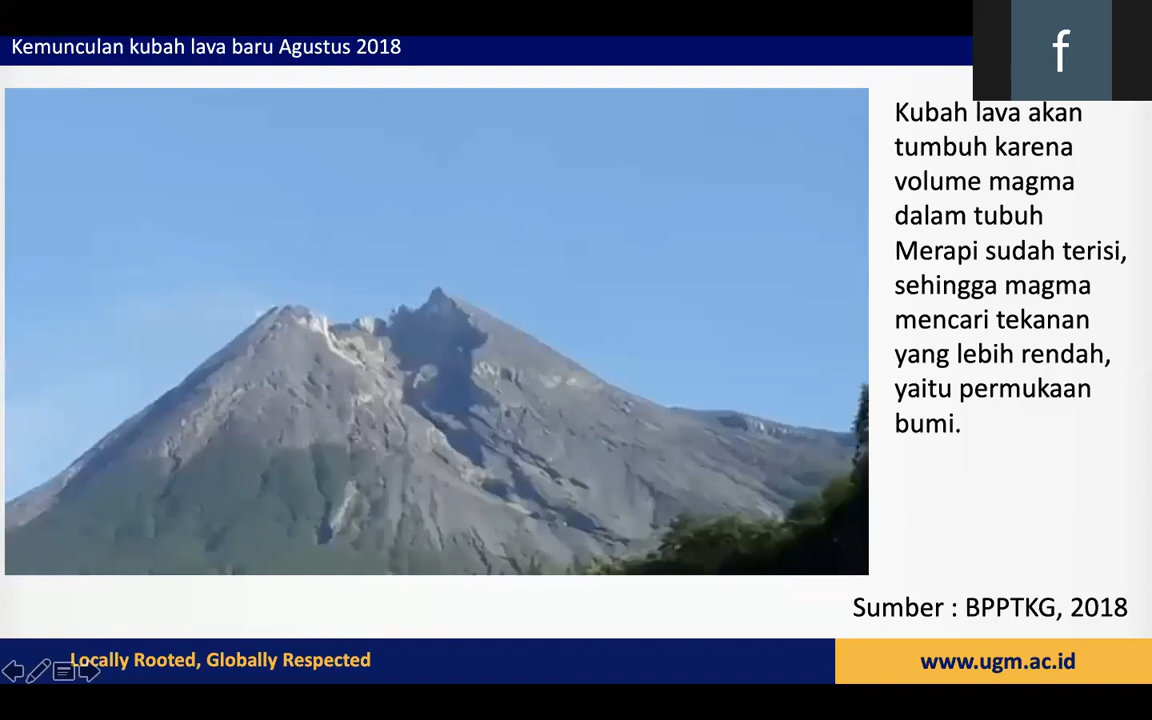 Kemunculan kubah lava baru Agustus 2018
f
Kubah lava akan
tumbuh karena
volume magma
dalam tubuh
Merapi sudah terisi,
sehingga magma
mencari tekanan
yang lebih rendah,
yaitu permukaan
bumi.
Sumber : BPPTKG, 2018
Locally Rooted, Globally Respected
www.ugm.ac.id